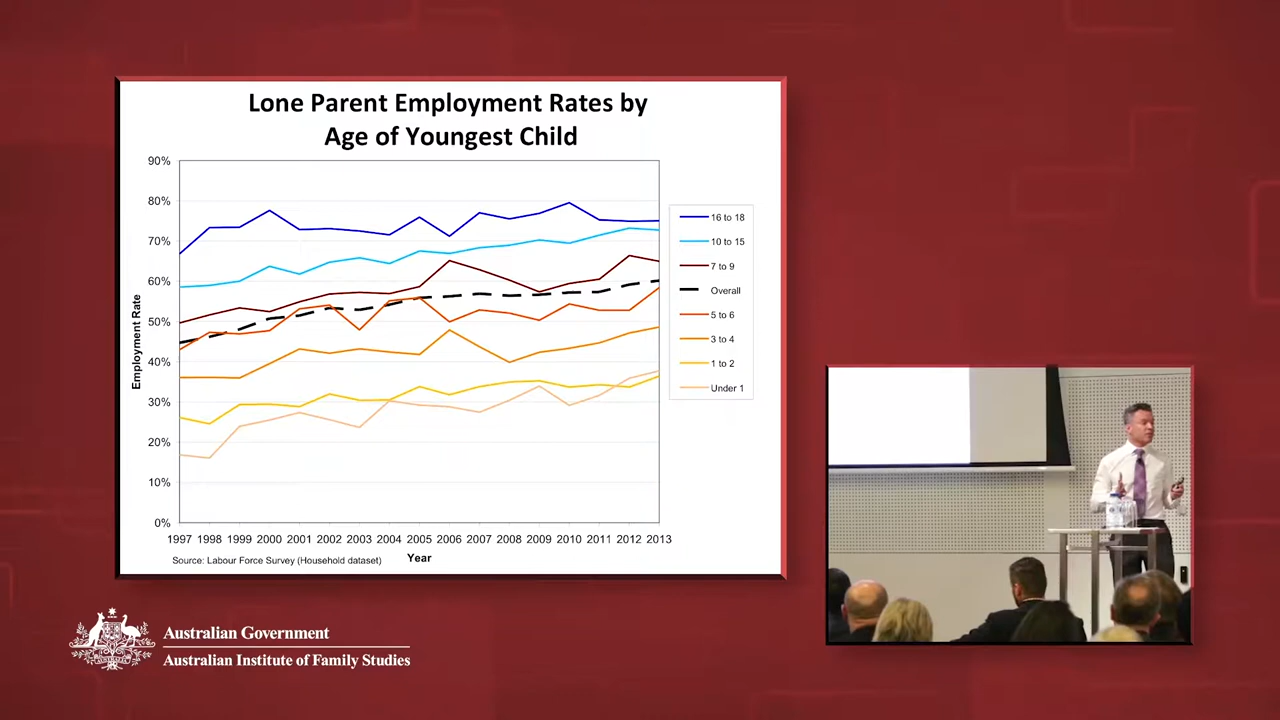 Lone Parent Employment Rates by
Age of Youngest Child
90%
80%
70%
60%
50%
40%
30%
20%
10%
0%
Employment Rate
1997 1998 1999 2000 2001 2002 2003 2004 2005 2006 2007 2008 2009 2010 2011 2012 2013
Year
Source: Labour Force Survey (Household dataset)
16 to 18
10 to 15
7 to 9
Overall
5 to 6
3 to 4
1 to 2
Under 1
Australian Government
Australian Institute of Family Studies